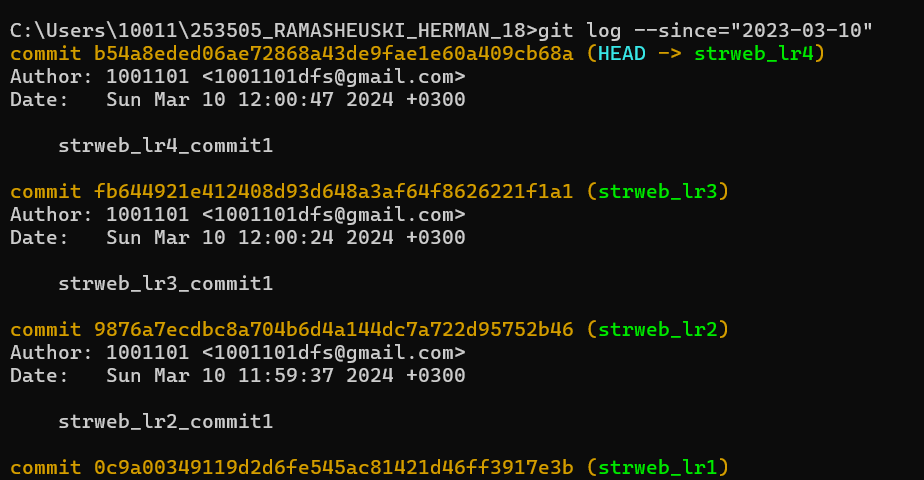 C:\Users\10011\253505_RAMASHEUSKI_HERMAN_18>git log --since="2023-03-10"
commit b54a8eded06ae72868a43de9fae1e60a409cb68a (HEAD -> strweb_lr4)
Author: 1001101 <1001101dfs@gmail.com>
Date:   Sun Mar 10 12:00:47 2024 +0300
strweb_lr4_commit1
commit fb644921e412408d93d648a3af64f8626221f1a1 (strweb_lr3)
Author: 1001101 <1001101dfs@gmail.com>
Date:   Sun Mar 10 12:00:24 2024 +0300
strweb_lr3_commit1
commit 9876a7ecdbc8a704b6d4a144dc7a722d95752b46 (strweb_lr2)
Author: 1001101 <1001101dfs@gmail.com>
Date:   Sun Mar 10 11:59:37 2024 +0300
strweb_lr2_commit1
commit 0c9a00349119d2d6fe545ac81421d46ff3917e3b (strweb_lr1)